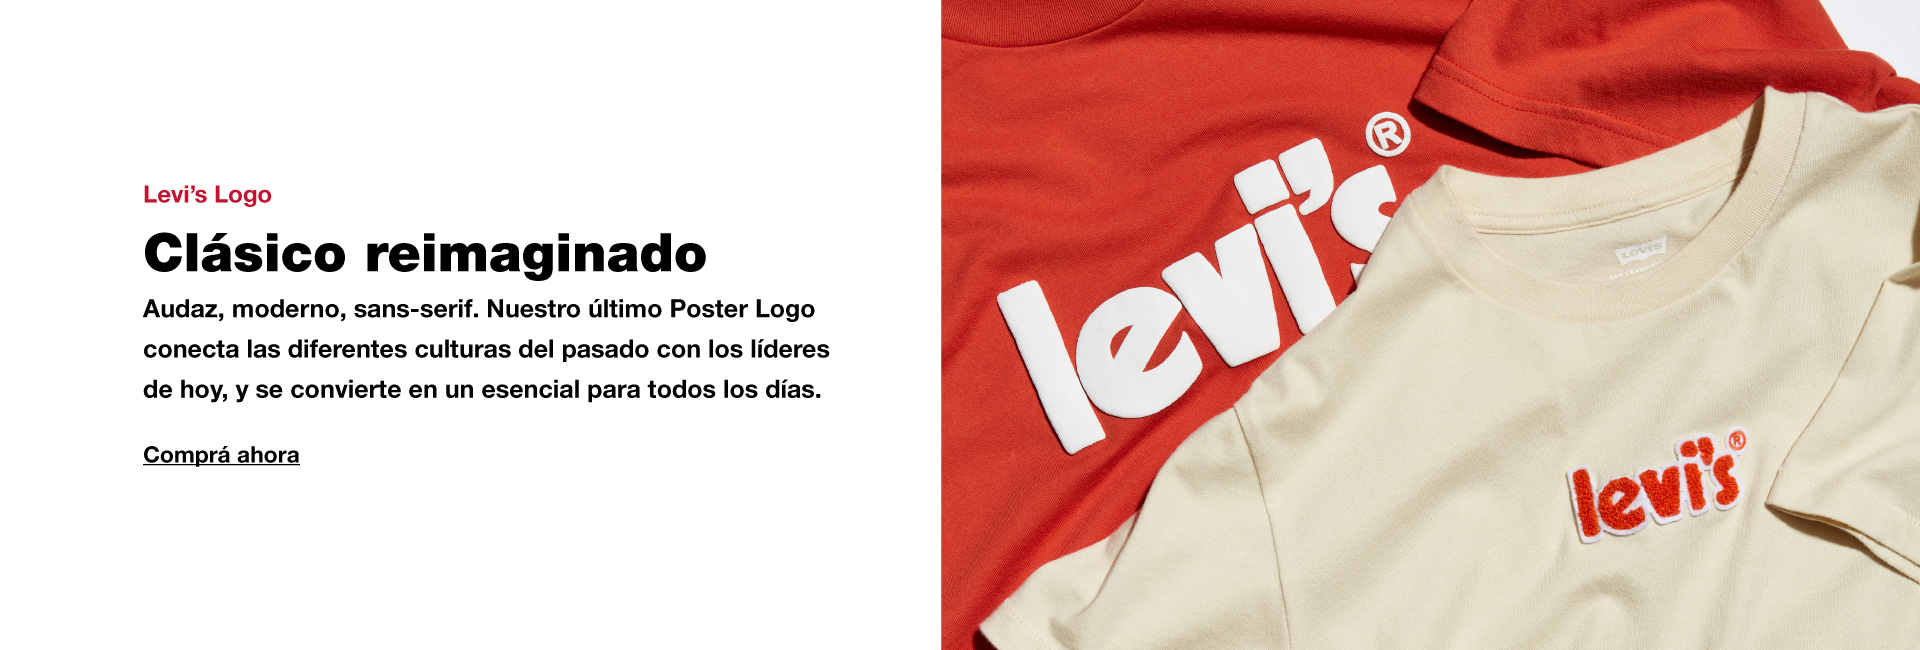 Levi’s Logo
Clásico reimaginado
Audaz, moderno, sans-serif. Nuestro último Poster Logo
conecta las diferentes culturas del pasado con los líderes
de hoy, y se convierte en un esencial para todos los días.
Comprá ahora
levi’s®
Levi's
levi’s®